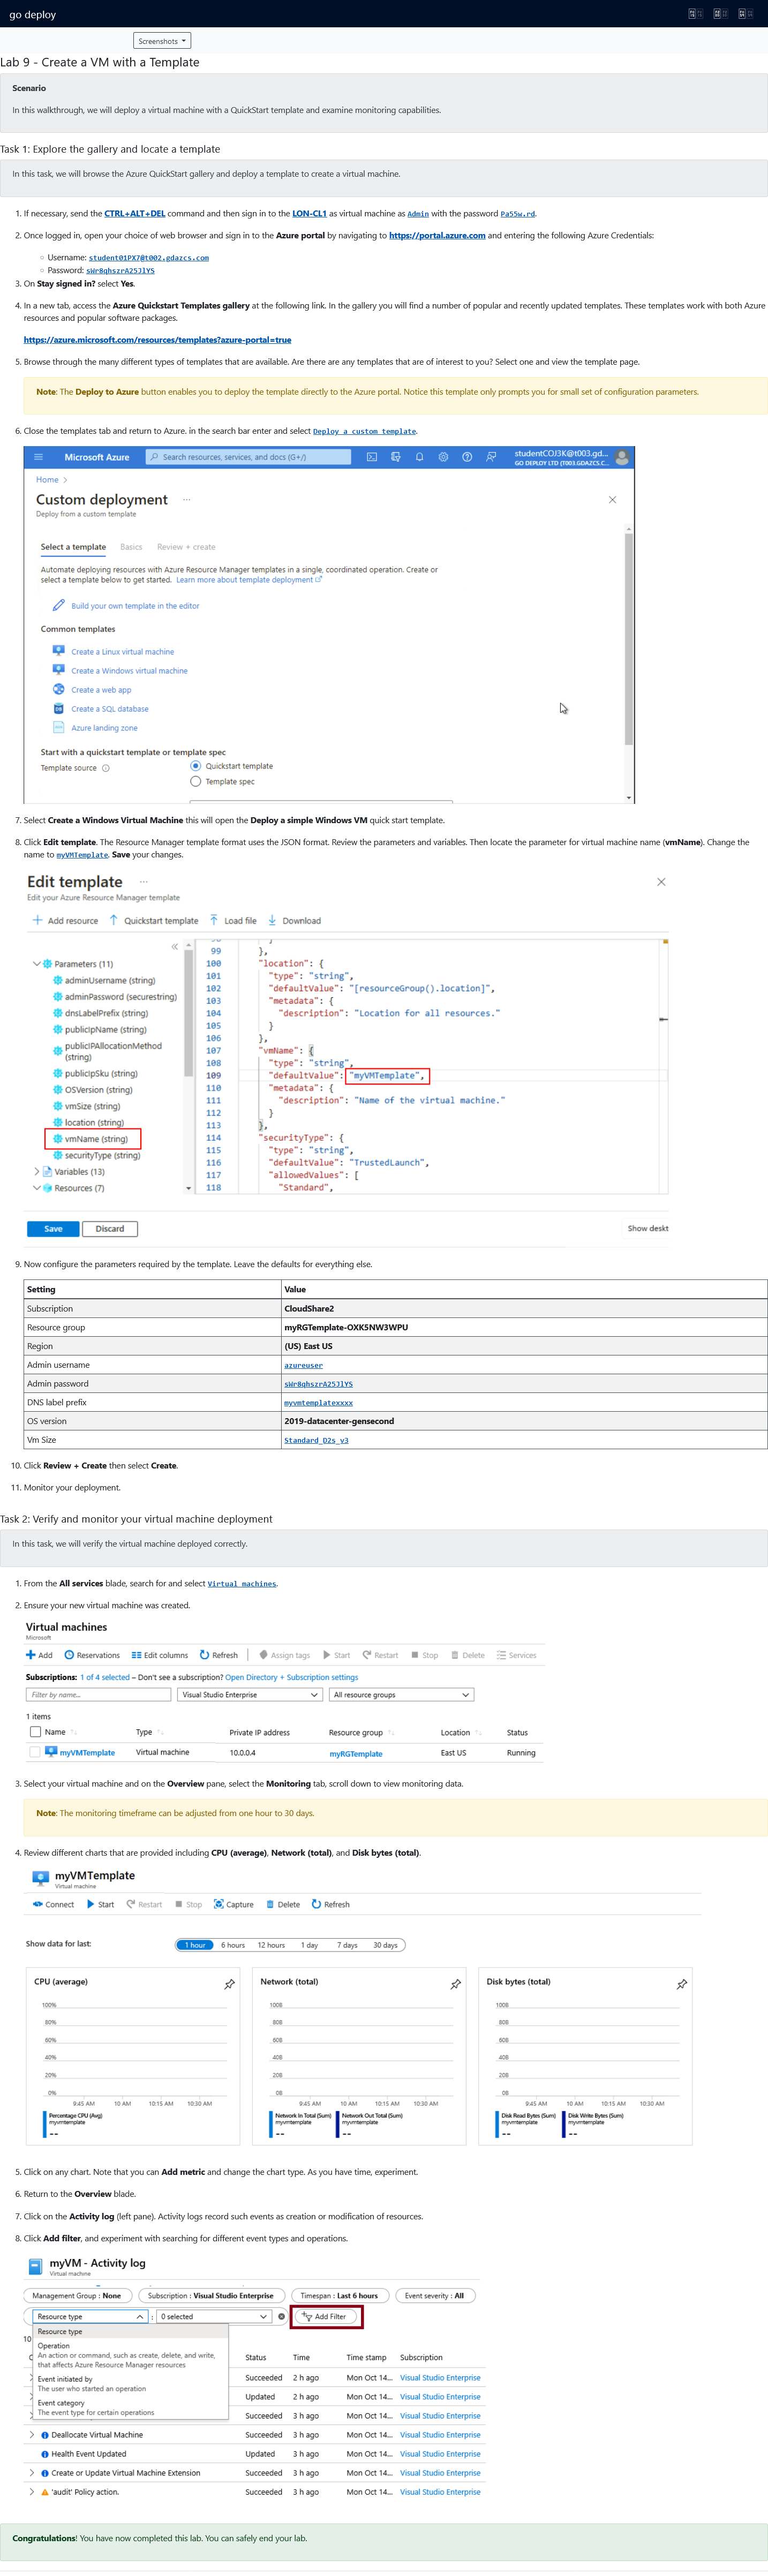 go deploy
Screenshots
Lab 9 - Create a VM with a Template
Scenario
In this walkthrough, we will deploy a virtual machine with a QuickStart template and examine monitoring capabilities.
Task 1: Explore the gallery and locate a template
In this task, we will browse the Azure QuickStart gallery and deploy a template to create a virtual machine.
1. If necessary, send the CTRL+ALT+DEL command and then sign in to the LON-CL1 as virtual machine as Admin with the password Pa55w.rd.
2. Once logged in, open your choice of web browser and sign in to the Azure portal by navigating to https://portal.azure.com and entering the following Azure Credentials:
Username: student01PX7@t002.gdazcs.com
Password: sWr8qhszrA25JlYS
3. On Stay signed in? select Yes.
4. In a new tab, access the Azure Quickstart Templates gallery at the following link. In the gallery you will find a number of popular and recently updated templates. These templates work with both Azure
resources and popular software packages.
https://azure.microsoft.com/resources/templates?azure-portal=true
5. Browse through the many different types of templates that are available. Are there are any templates that are of interest to you? Select one and view the template page.
Note: The Deploy to Azure button enables you to deploy the template directly to the Azure portal. Notice this template only prompts you for small set of configuration parameters.
6. Close the templates tab and return to Azure. in the search bar enter and select Deploy a custom template.
Microsoft Azure
Search resources, services, and docs (G+/)
studentCOJ3K@t003.gd...
GO DEPLOY LTD (T003.GDAZCS.C...
Home >
Custom deployment ...
Deploy from a custom template
Select a template Basics Review + create
Automate deploying resources with Azure Resource Manager templates in a single, coordinated operation. Create or
select a template below to get started. Learn more about template deployment
Build your own template in the editor
Common templates
Create a Linux virtual machine
Create a Windows virtual machine
Create a web app
Create a SQL database
Azure landing zone
Start with a quickstart template or template spec
Template source
Quickstart template
Template spec
7. Select Create a Windows Virtual Machine this will open the Deploy a simple Windows VM quick start template.
8. Click Edit template. The Resource Manager template format uses the JSON format. Review the parameters and variables. Then locate the parameter for virtual machine name (vmName). Change the
name to myVMTemplate. Save your changes.
Edit template ...
Edit your Azure Resource Manager template
Add resource Quickstart template Load file Download
Parameters (11)
adminUsername (string)
adminPassword (securestring)
dnsLabelPrefix (string)
publicIpName (string)
publicIPAllocationMethod
(string)
publicIpSku (string)
OSVersion (string)
vmSize (string)
location (string)
vmName (string)
securityType (string)
Variables (13)
Resources (7)
99 },
100 "location": {
101 "type": "string",
102 "defaultValue": "[resourceGroup().location]",
103 "metadata": {
104 "description": "Location for all resources."
105 }
106 },
107 "vmName": {
108 "type": "string",
109 "defaultValue": "myVMTemplate",
110 "metadata": {
111 "description": "Name of the virtual machine."
112 }
113 },
114 "securityType": {
115 "type": "string",
116 "defaultValue": "TrustedLaunch",
117 "allowedValues": [
118 "Standard",
Save Discard
Show deskt
9. Now configure the parameters required by the template. Leave the defaults for everything else.
Setting Value
Subscription CloudShare2
Resource group myRGTemplate-OXK5NW3WPU
Region (US) East US
Admin username azureuser
Admin password sWr8qhszrA25JlYS
DNS label prefix myvmtemplatexxxx
OS version 2019-datacenter-gensecond
Vm Size Standard_D2s_v3
10. Click Review + Create then select Create.
11. Monitor your deployment.
Task 2: Verify and monitor your virtual machine deployment
In this task, we will verify the virtual machine deployed correctly.
1. From the All services blade, search for and select Virtual machines.
2. Ensure your new virtual machine was created.
Virtual machines
Microsoft
Add Reservations Edit columns Refresh Assign tags Start Restart Stop Delete Services
Subscriptions: 1 of 4 selected – Don't see a subscription? Open Directory + Subscription settings
Filter by name... Visual Studio Enterprise All resource groups
1 items
Name Type Private IP address Resource group Location Status
myVMTemplate Virtual machine 10.0.0.4 myRGTemplate East US Running
3. Select your virtual machine and on the Overview pane, select the Monitoring tab, scroll down to view monitoring data.
Note: The monitoring timeframe can be adjusted from one hour to 30 days.
4. Review different charts that are provided including CPU (average), Network (total), and Disk bytes (total).
myVMTemplate
Virtual machine
Connect Start Restart Stop Capture Delete Refresh
Show data for last: 1 hour 6 hours 12 hours 1 day 7 days 30 days
CPU (average)
100%
80%
60%
40%
20%
0%
9:45 AM 10 AM 10:15 AM 10:30 AM
Percentage CPU (Avg)
myvmtemplate
--
Network (total)
100B
80B
60B
40B
20B
0B
9:45 AM 10 AM 10:15 AM 10:30 AM
Network In Total (Sum) Network Out Total (Sum)
myvmtemplate myvmtemplate
-- --
Disk bytes (total)
100B
80B
60B
40B
20B
0B
9:45 AM 10 AM 10:15 AM 10:30 AM
Disk Read Bytes (Sum) Disk Write Bytes (Sum)
myvmtemplate myvmtemplate
-- --
5. Click on any chart. Note that you can Add metric and change the chart type. As you have time, experiment.
6. Return to the Overview blade.
7. Click on the Activity log (left pane). Activity logs record such events as creation or modification of resources.
8. Click Add filter, and experiment with searching for different event types and operations.
myVM - Activity log
Virtual machine
Management Group : None Subscription : Visual Studio Enterprise Timespan : Last 6 hours Event severity : All
Resource type : 0 selected Add Filter
Resource type
10
Operation
An action or command, such as create, delete, and write,
that affects Azure Resource Manager resources
Event initiated by
The user who started an operation
Event category
The event type for certain operations
Status Time Time stamp Subscription
Succeeded 2 h ago Mon Oct 14... Visual Studio Enterprise
Updated 2 h ago Mon Oct 14... Visual Studio Enterprise
Succeeded 3 h ago Mon Oct 14... Visual Studio Enterprise
Deallocate Virtual Machine Succeeded 3 h ago Mon Oct 14... Visual Studio Enterprise
Health Event Updated Updated 3 h ago Mon Oct 14... Visual Studio Enterprise
Create or Update Virtual Machine Extension Succeeded 3 h ago Mon Oct 14... Visual Studio Enterprise
'audit' Policy action. Succeeded 3 h ago Mon Oct 14... Visual Studio Enterprise
Congratulations! You have now completed this lab. You can safely end your lab.